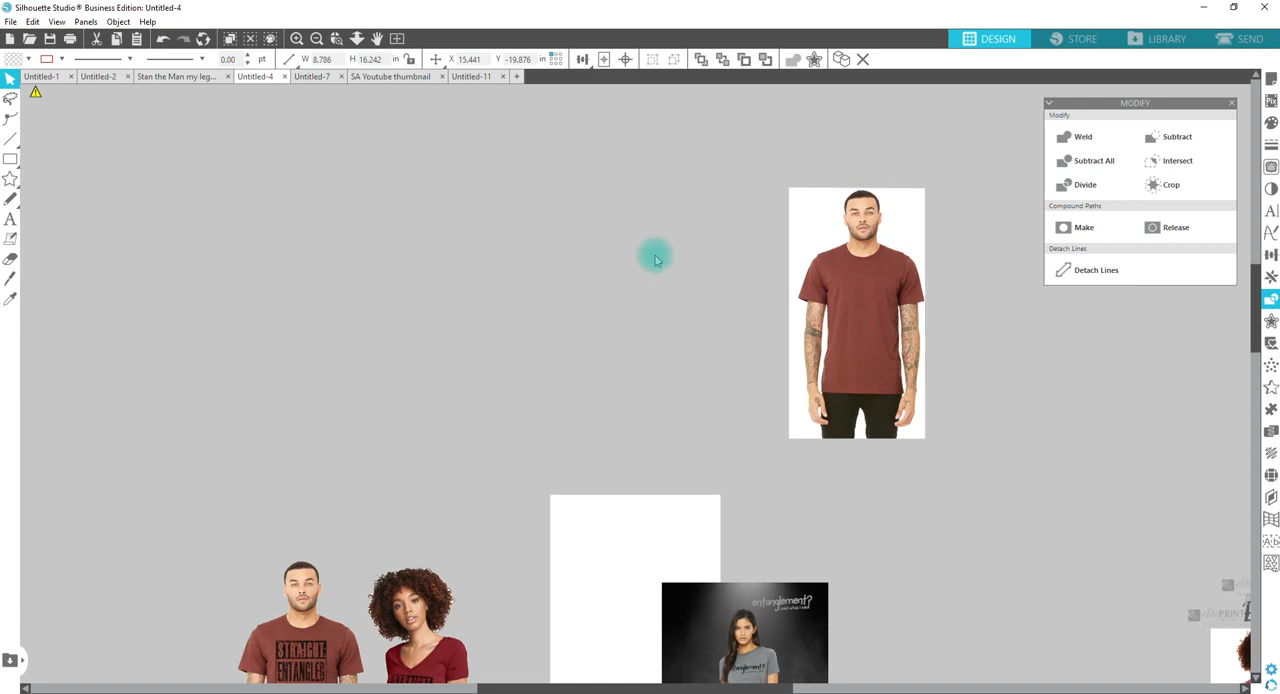 Silhouette Studio® Business Edition: Untitled-4
File Edit View Panels Object Help
DESIGN STORE LIBRARY SEND
0.00 pt W 8.786 H 16.242 in X 15.441 Y -19.876 in
Untitled-1 Untitled-2 Stan the Man my leg... Untitled-4 Untitled-7 SA Youtube thumbnail Untitled-11
MODIFY
Modify
Weld Subtract
Subtract All Intersect
Divide Crop
Compound Paths
Make Release
Detach Lines
Detach Lines
entanglement?
STRAIGHT
ENTANGLED
entanglement?